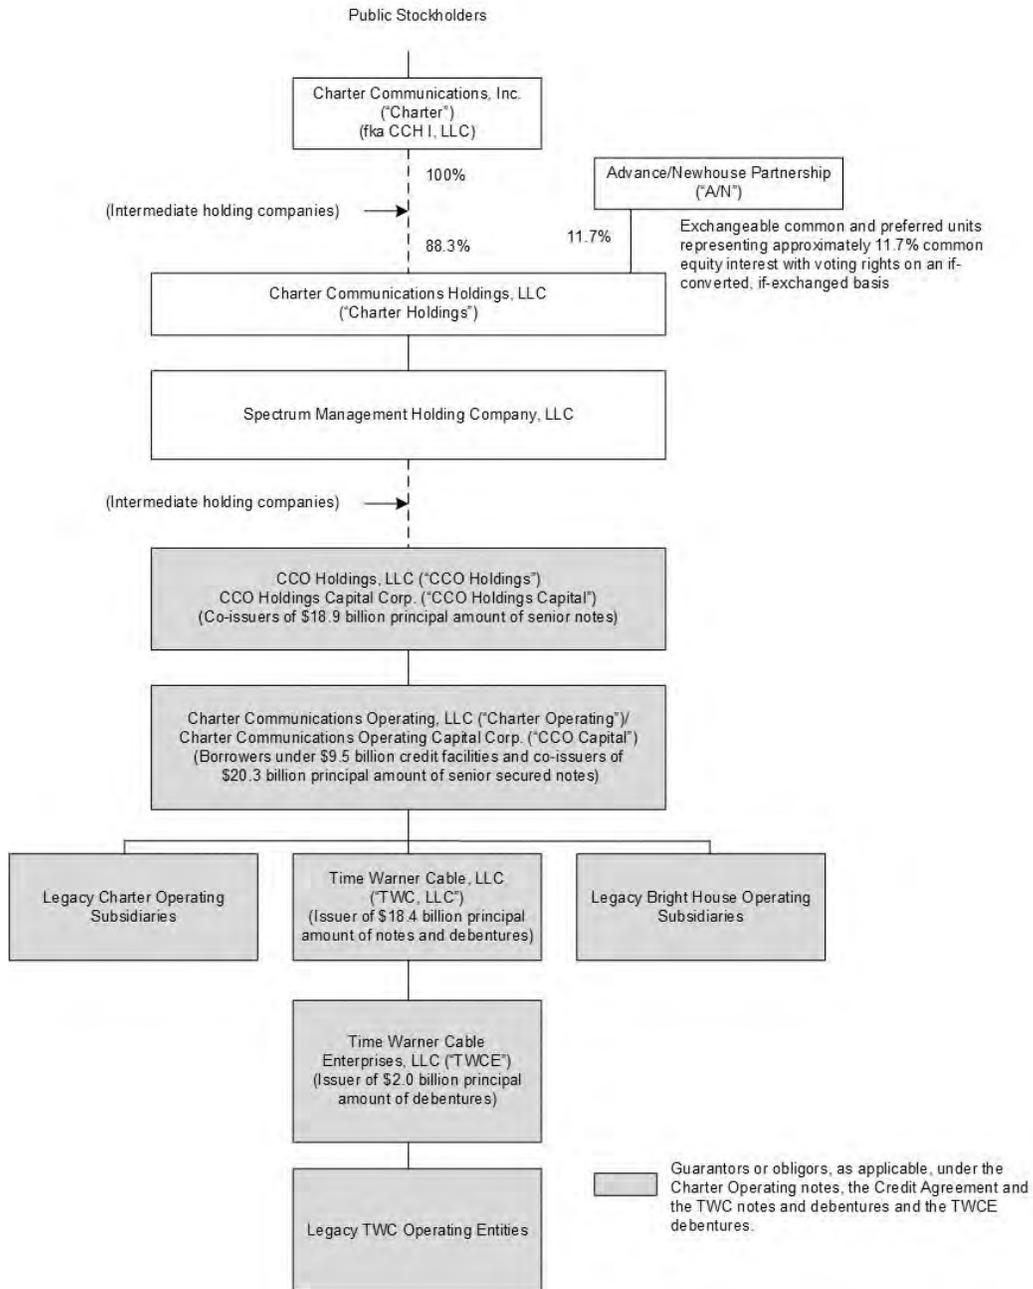 Public Stockholders
Charter Communications, Inc.
("Charter")
(fka CCH I, LLC)
100%
Advance/Newhouse Partnership
("A/N")
(Intermediate holding companies)
88.3%
11.7%
Exchangeable common and preferred units
representing approximately 11.7% common
equity interest with voting rights on an if-
converted, if-exchanged basis
Charter Communications Holdings, LLC
("Charter Holdings")
Spectrum Management Holding Company, LLC
(Intermediate holding companies)
CCO Holdings, LLC ("CCO Holdings")
CCO Holdings Capital Corp. ("CCO Holdings Capital")
(Co-issuers of $18.9 billion principal amount of senior notes)
Charter Communications Operating, LLC ("Charter Operating")/
Charter Communications Operating Capital Corp. ("CCO Capital")
(Borrowers under $9.5 billion credit facilities and co-issuers of
$20.3 billion principal amount of senior secured notes)
Legacy Charter Operating
Subsidiaries
Time Warner Cable, LLC
("TWC, LLC")
(Issuer of $18.4 billion principal
amount of notes and debentures)
Legacy Bright House Operating
Subsidiaries
Time Warner Cable
Enterprises, LLC ("TWCE")
(Issuer of $2.0 billion principal
amount of debentures)
Legacy TWC Operating Entities
Guarantors or obligors, as applicable, under the
Charter Operating notes, the Credit Agreement and
the TWC notes and debentures and the TWCE
debentures.